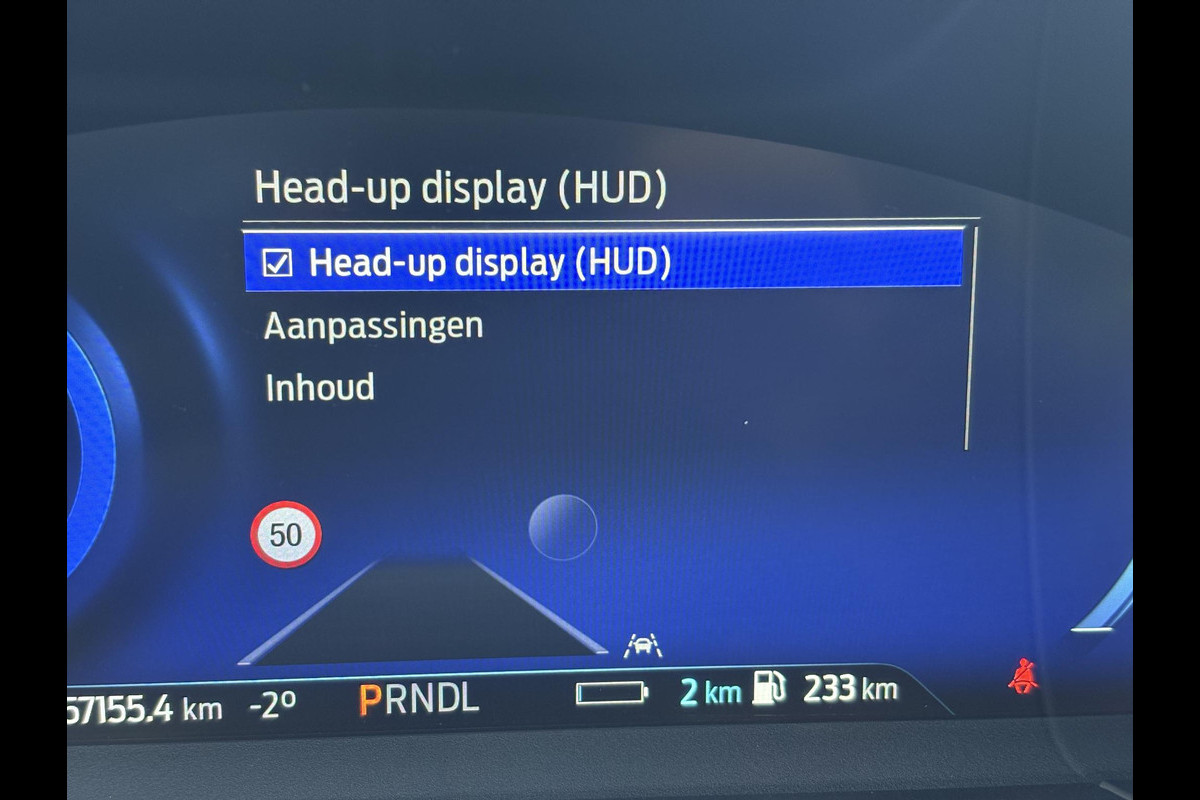 Head-up display (HUD)
Head-up display (HUD)
Aanpassingen
Inhoud
50
57155.4 km -2º PRNDL 2 km 233 km